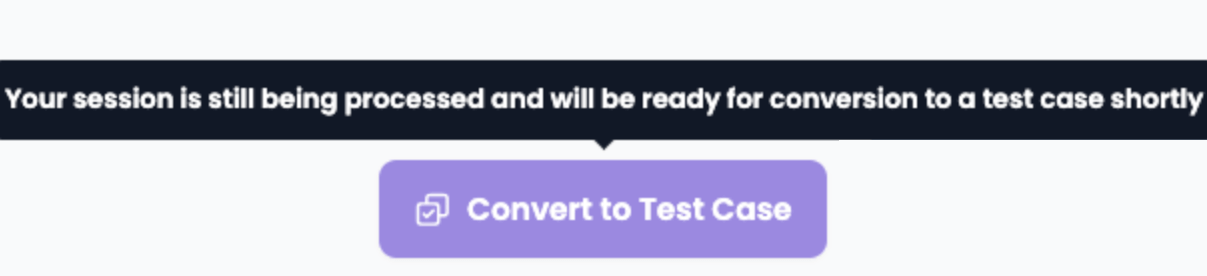 Your session is still being processed and will be ready for conversion to a test case shortly
Convert to Test Case